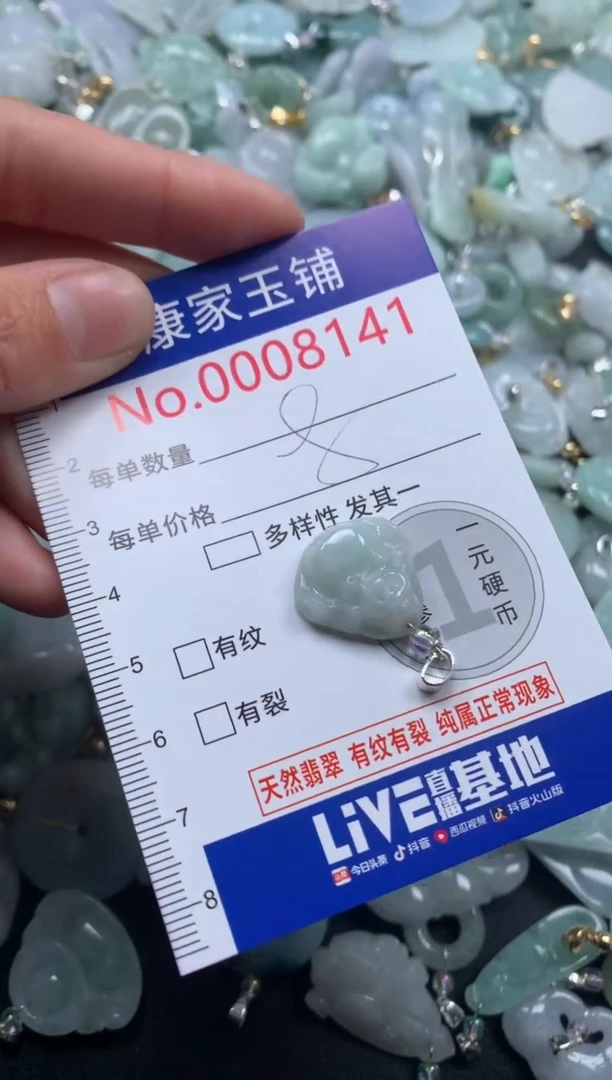 康家玉铺
No.0008141
每单数量
每单价格
多样性 发其一
一元硬币
1
有纹
有裂
天然翡翠 有纹有裂 纯属正常现象
LiVE直播基地
今日头条 抖音 西瓜视频 抖音火山版
2
3
4
5
6
7
8